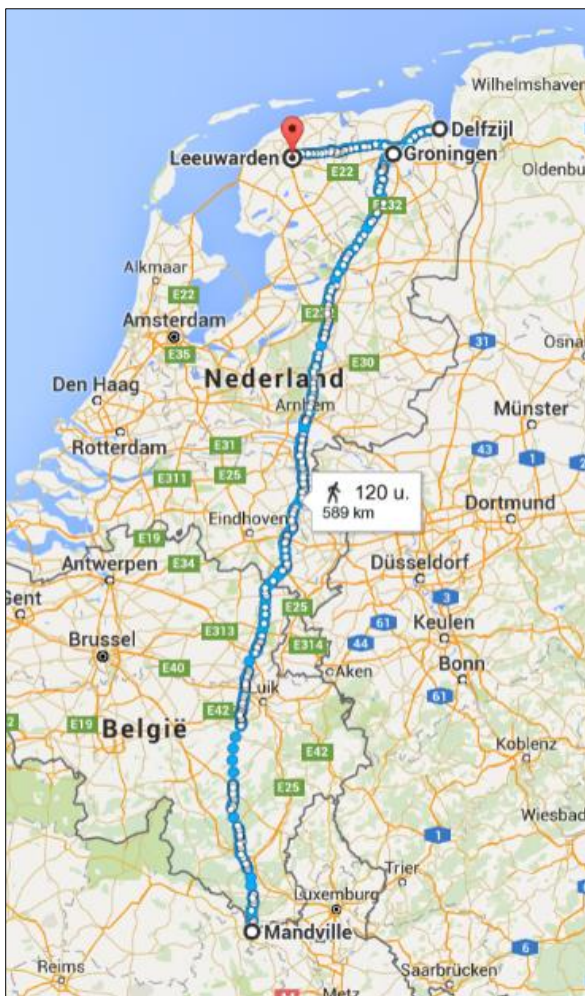 Wilhelmshaven
Delfzijl
Leeuwarden
Groningen
E22
Oldenbu
E232
Alkmaar
E22
Amsterdam
E35
31
Osna
E30
Nederland
Den Haag
Arnhem
Münster
Rotterdam
E31
43
1
2
E311
E25
120 u.
589 km
Eindhoven
Dortmund
E19
E34
Antwerpen
Düsseldorf
Gent
3
E25
61
Keulen
E313
E314
44
Brussel
E40
Aken
Bonn
Luik
61
E42
E19
België
E42
Koblenz
E25
Wiesbad
1
Trier
Luxemburg
Mandville
6
Reims
Saarbrücken
Metz